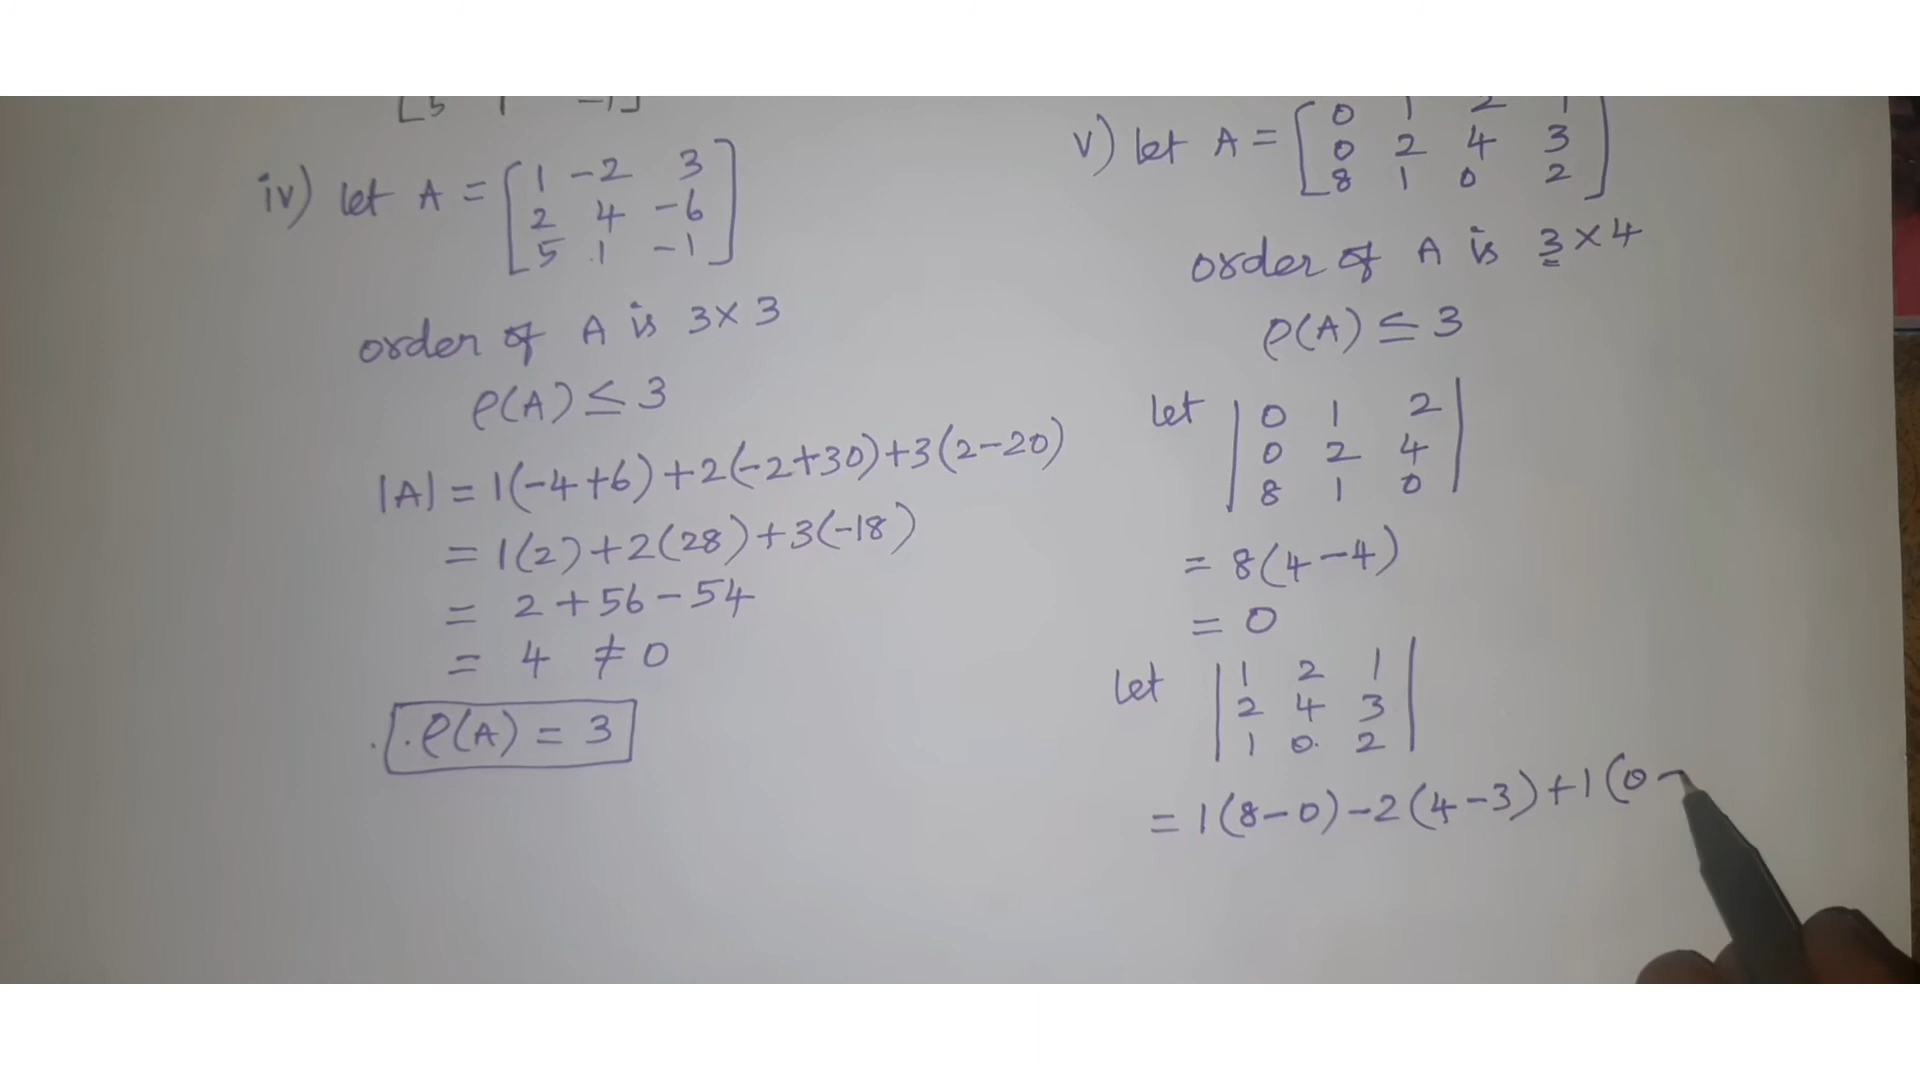 [5 1 -1]
iv) let A = [1 -2 3
2 4 -6
5 1 -1]
order of A is 3×3
ρ(A) ≤ 3
|A| = 1(-4+6)+2(-2+30)+3(2-20)
= 1(2)+2(28)+3(-18)
= 2+56-54
= 4 ≠ 0
∴ ρ(A) = 3
v) let A = [0 1 2 1
0 2 4 3
8 1 0 2]
order of A is 3×4
ρ(A) ≤ 3
let |0 1 2
0 2 4
8 1 0|
= 8(4-4)
= 0
let |1 2 1
2 4 3
1 0 2|
= 1(8-0)-2(4-3)+1(0-